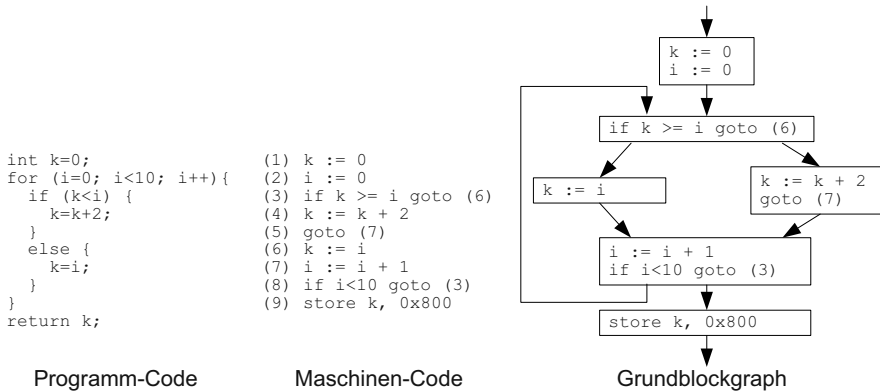 int k=0;
for (i=0; i<10; i++){
  if (k<i) {
    k=k+2;
  }
  else {
    k=i;
  }
}
return k;
Programm-Code
(1) k := 0
(2) i := 0
(3) if k >= i goto (6)
(4) k := k + 2
(5) goto (7)
(6) k := i
(7) i := i + 1
(8) if i<10 goto (3)
(9) store k, 0x800
Maschinen-Code
k := 0
i := 0
if k >= i goto (6)
k := i
k := k + 2
goto (7)
i := i + 1
if i<10 goto (3)
store k, 0x800
Grundblockgraph